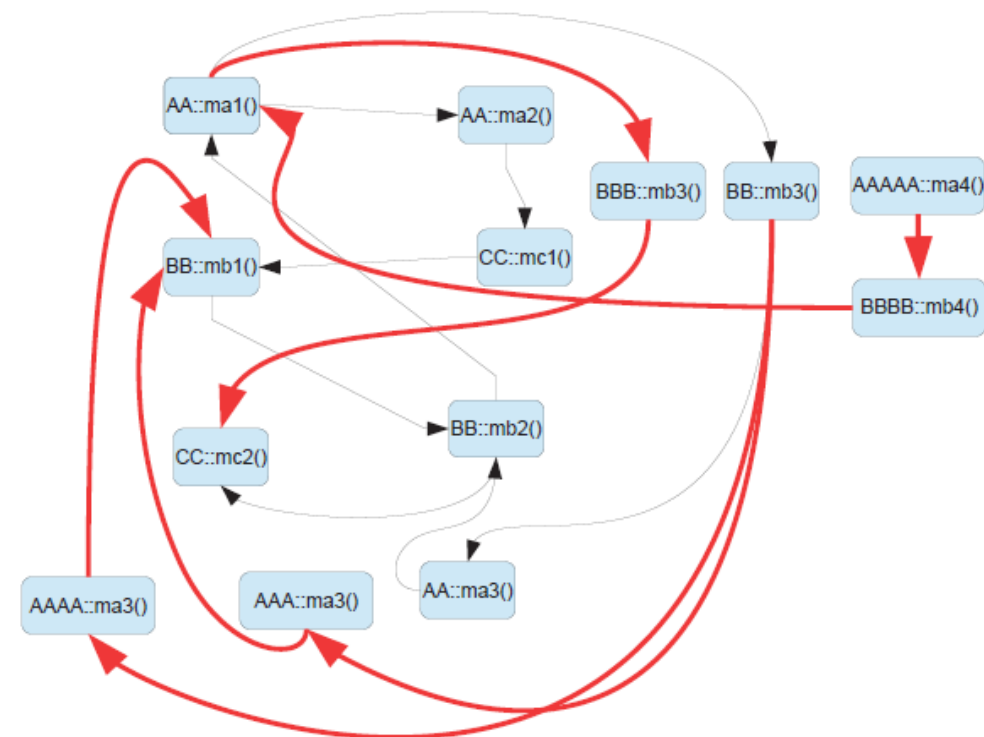 AA::ma1()
AA::ma2()
BBB::mb3()
BB::mb3()
AAAAA::ma4()
BB::mb1()
CC::mc1()
BBBB::mb4()
BB::mb2()
CC::mc2()
AA::ma3()
AAA::ma3()
AAAA::ma3()